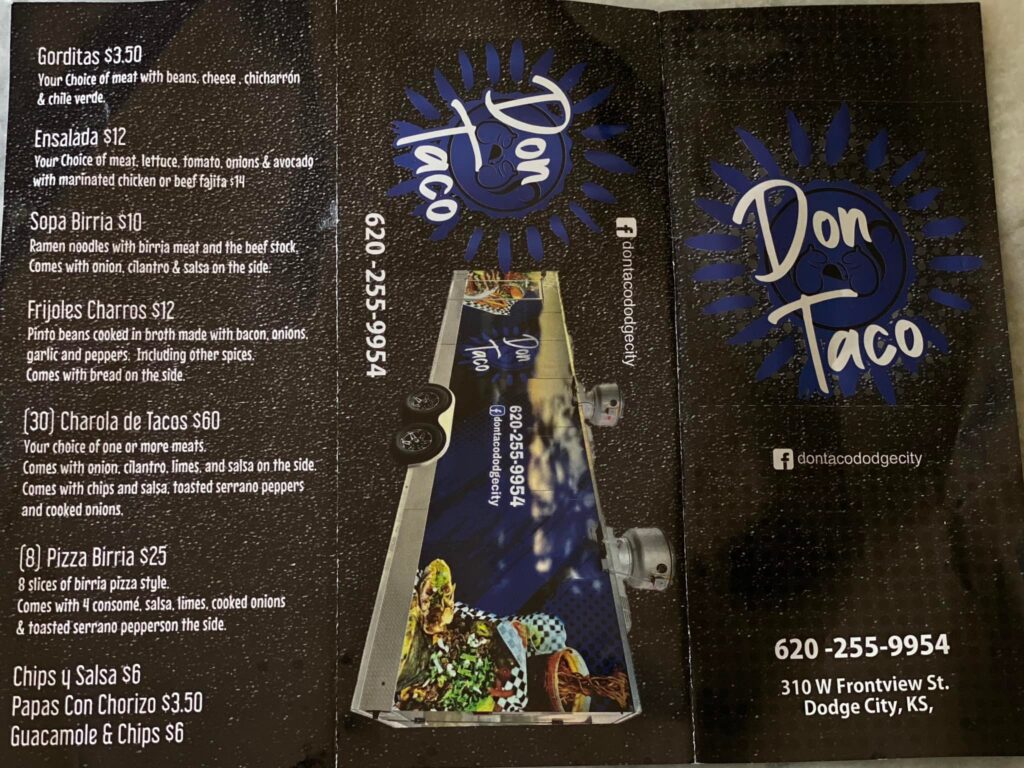 Gorditas $3.50
Your Choice of meat with beans, cheese , chicharrón
& chile verde.
Ensalada $12
Your Choice of meat, lettuce, tomato, onions & avocado
with marinated chicken or beef fajita $14
Sopa Birria $10
Ramen noodles with birria meat and the beef stock.
Comes with onion, cilantro & salsa on the side.
Frijoles Charros $12
Pinto beans cooked in broth made with bacon, onions,
garlic and peppers. Including other spices.
Comes with bread on the side.
(30) Charola de Tacos $60
Your choice of one or more meats.
Comes with onion, cilantro, limes, and salsa on the side.
Comes with chips and salsa, toasted serrano peppers
and cooked onions.
(8) Pizza Birria $25
8 slices of birria pizza style.
Comes with 4 consomé, salsa, limes, cooked onions
& toasted serrano pepperson the side.
Chips y Salsa $6
Papas Con Chorizo $3.50
Guacamole & Chips $6
Don
Taco
dontacododgecity
620-255-9954
Don
Taco
620-255-9954
dontacododgecity
Don
Taco
dontacododgecity
620 -255-9954
310 W Frontview St.
Dodge City, KS,